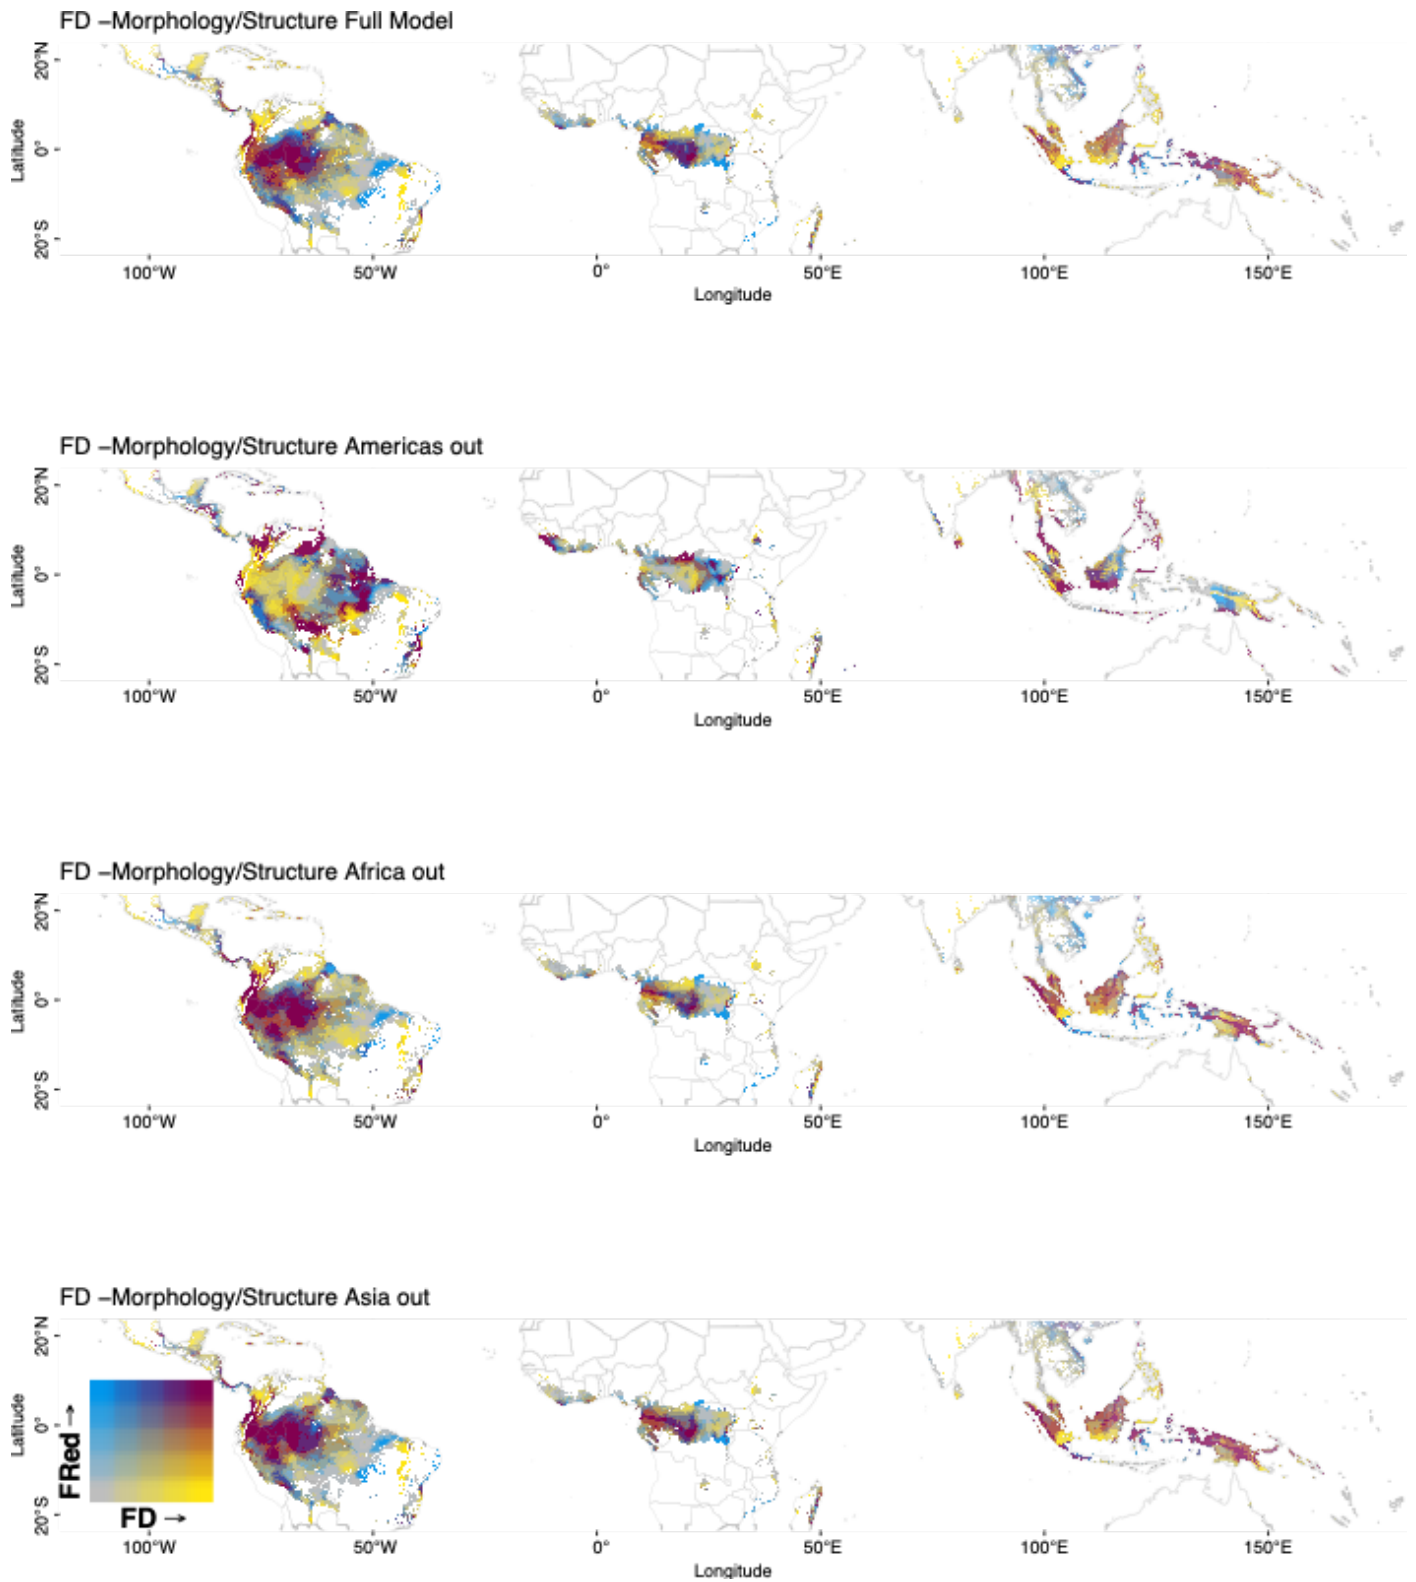 FD –Morphology/Structure Full Model
20°N
0°
20°S
Latitude
100°W 50°W 0° 50°E 100°E 150°E
Longitude
FD –Morphology/Structure Americas out
20°N
0°
20°S
Latitude
100°W 50°W 0° 50°E 100°E 150°E
Longitude
FD –Morphology/Structure Africa out
20°N
0°
20°S
Latitude
100°W 50°W 0° 50°E 100°E 150°E
Longitude
FD –Morphology/Structure Asia out
20°N
0°
20°S
Latitude
FRed →
FD →
100°W 50°W 0° 50°E 100°E 150°E
Longitude